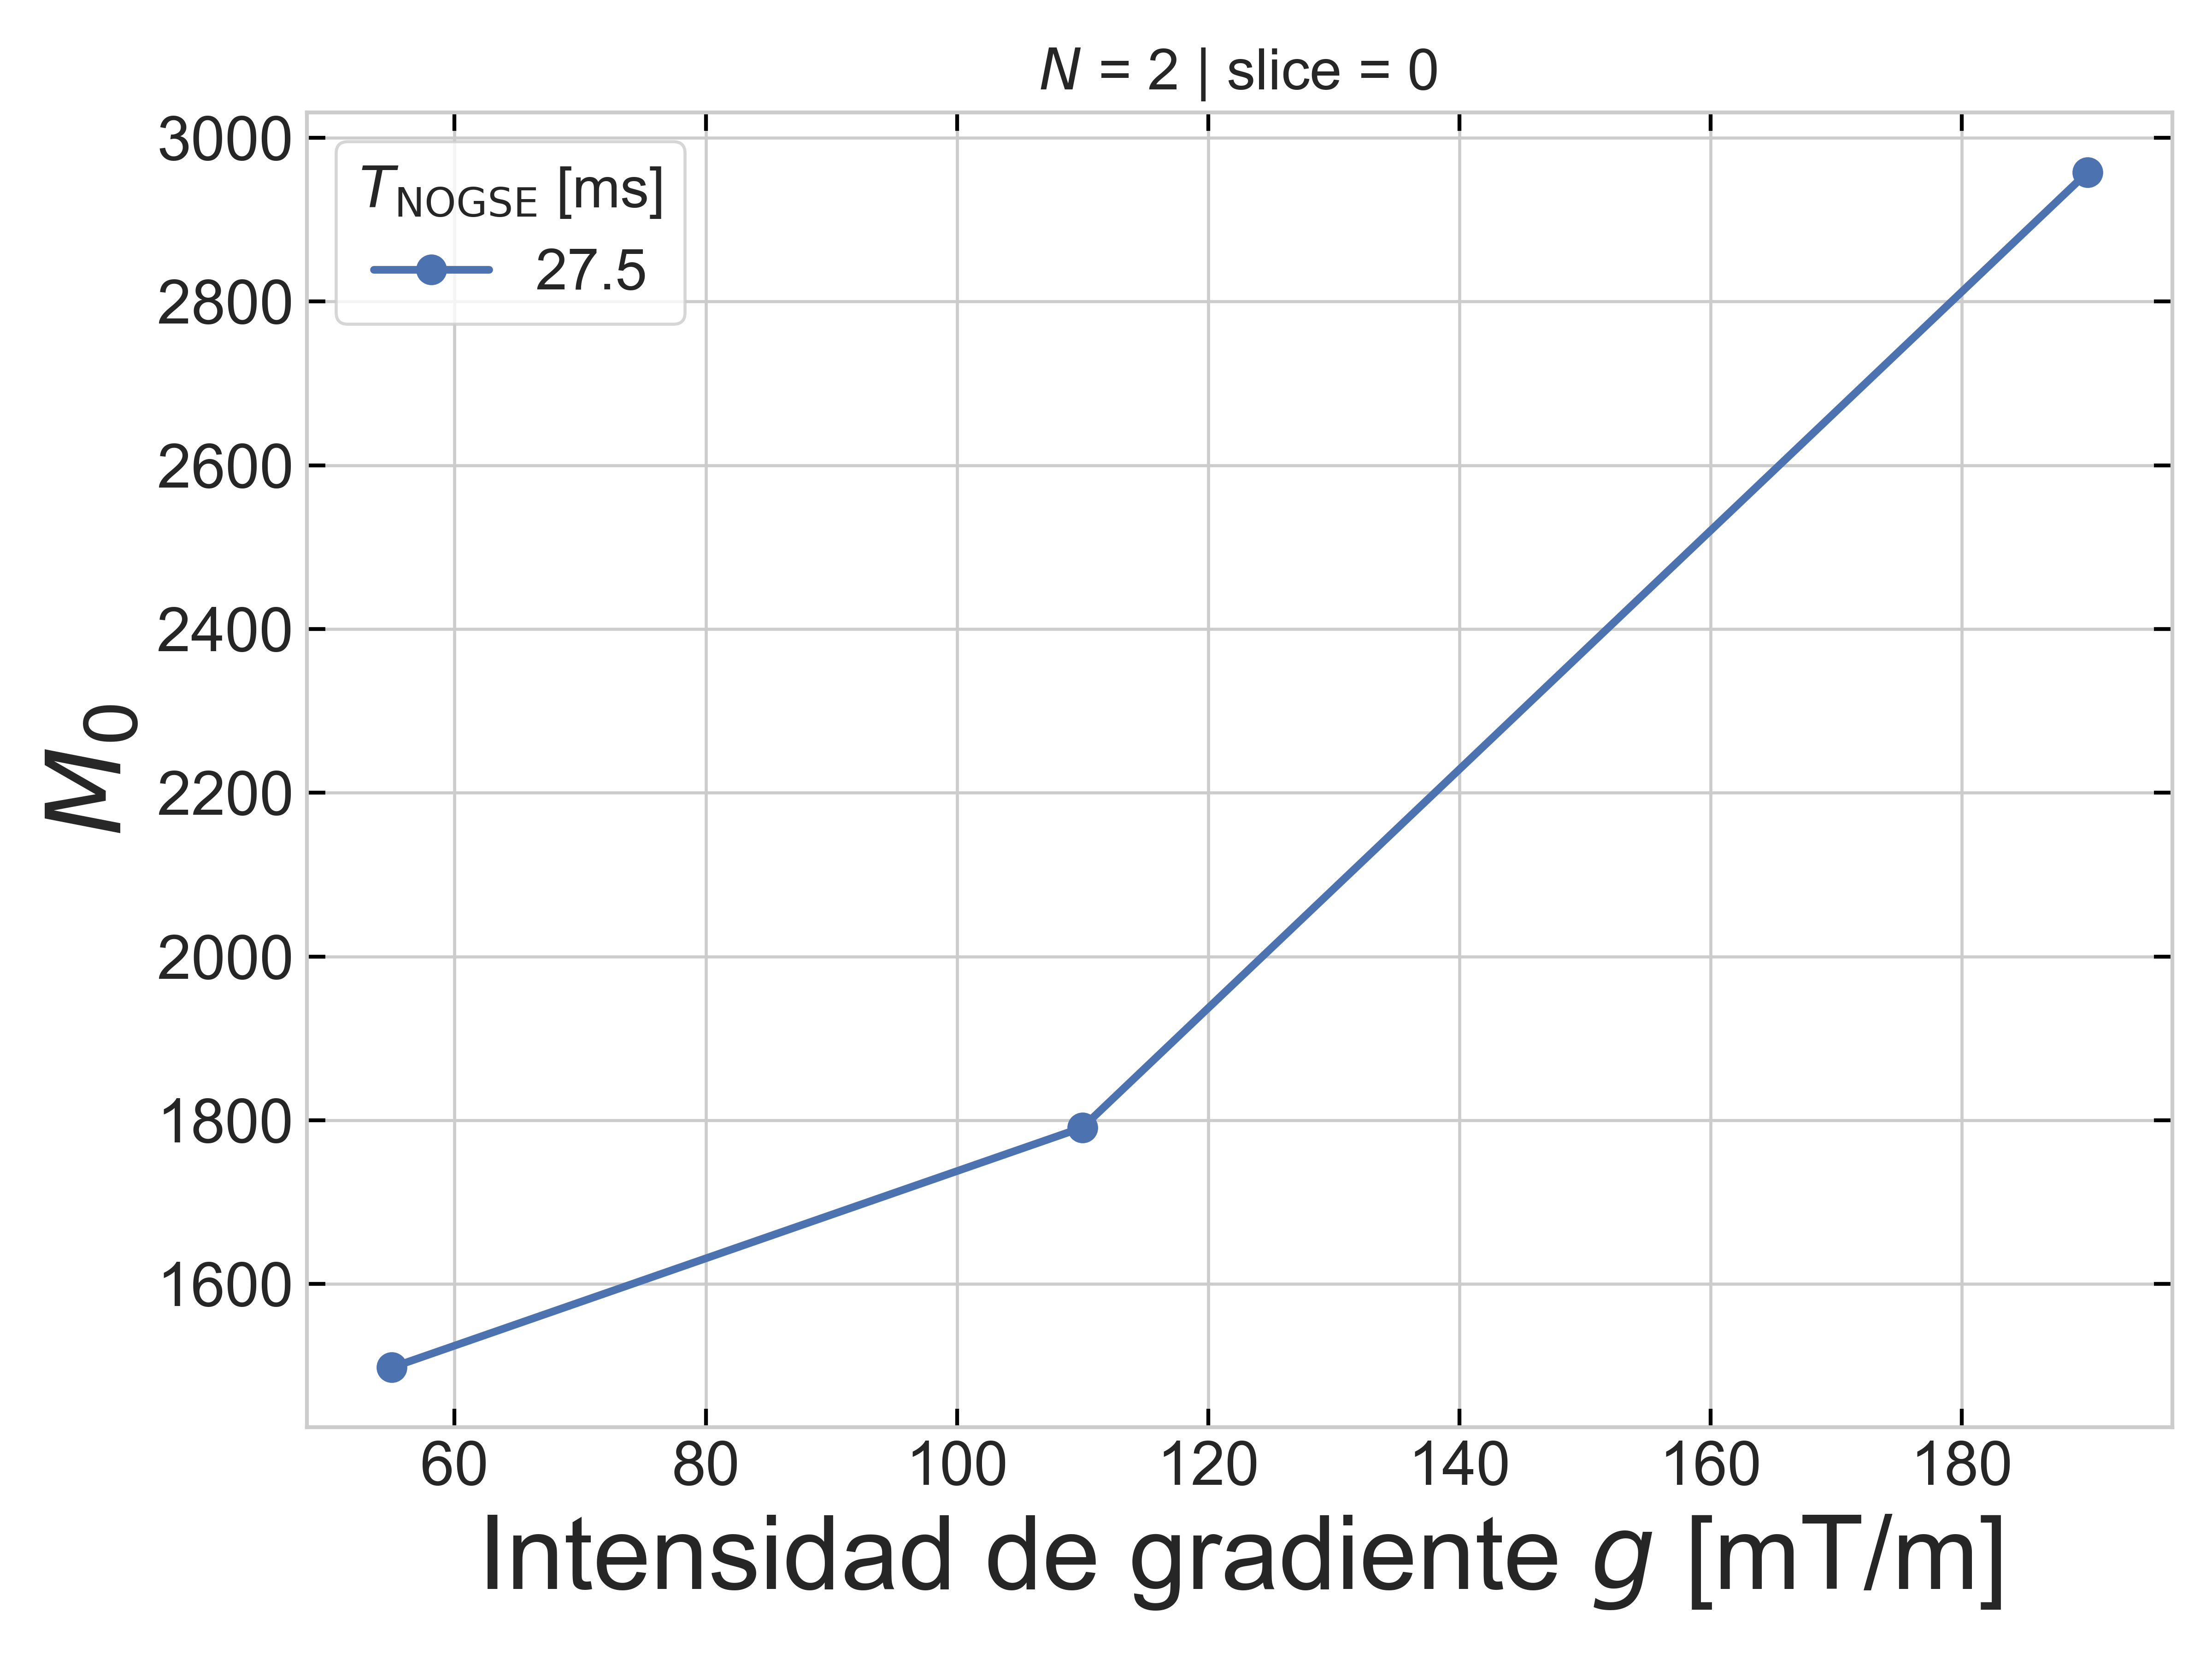 N = 2 | slice = 0
T_NOGSE [ms]
27.5
3000
2800
2600
2400
2200
2000
1800
1600
M_0
60 80 100 120 140 160 180
Intensidad de gradiente g [mT/m]